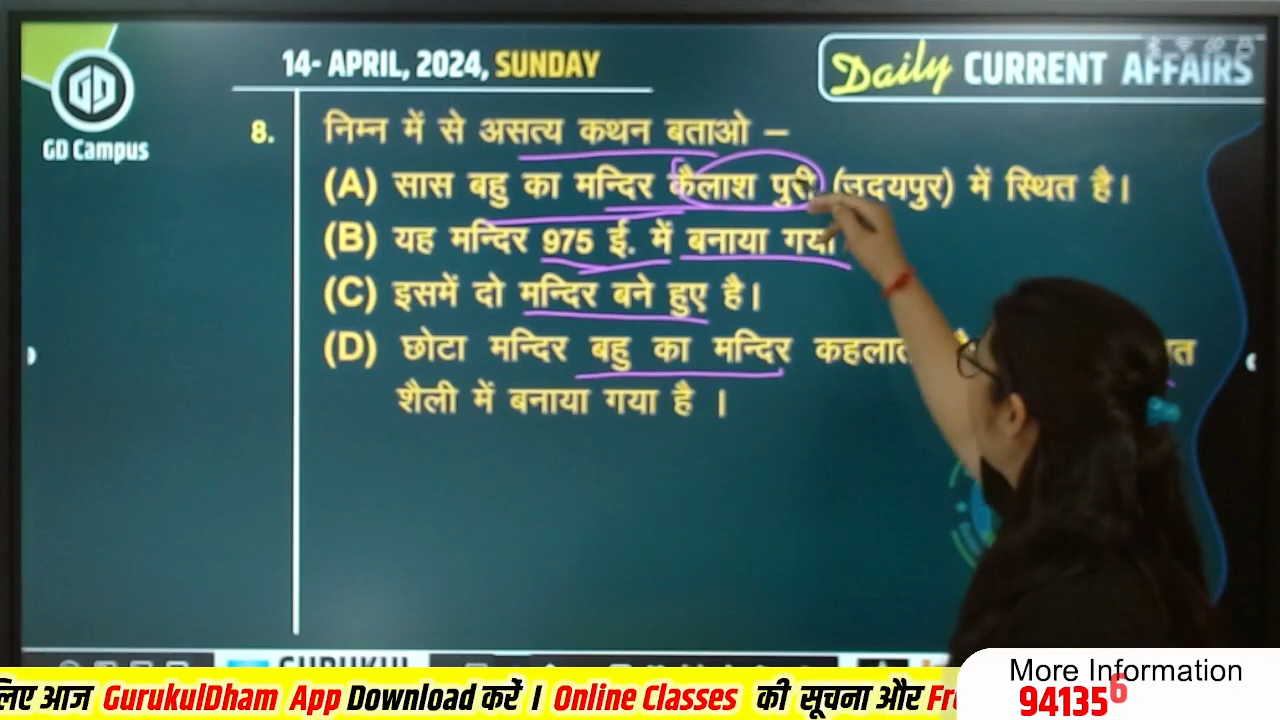 14- APRIL, 2024, SUNDAY
Daily CURRENT AFFAIRS
GD Campus
8. निम्न में से असत्य कथन बताओ –
(A) सास बहु का मन्दिर कैलाश पुरी (उदयपुर) में स्थित है।
(B) यह मन्दिर 975 ई. में बनाया गया
(C) इसमें दो मन्दिर बने हुए है।
(D) छोटा मन्दिर बहु का मन्दिर
शैली में बनाया गया है ।
GURUKUL
लिए आज GurukulDham App Download करें । Online Classes की सूचना और
More Information
94135